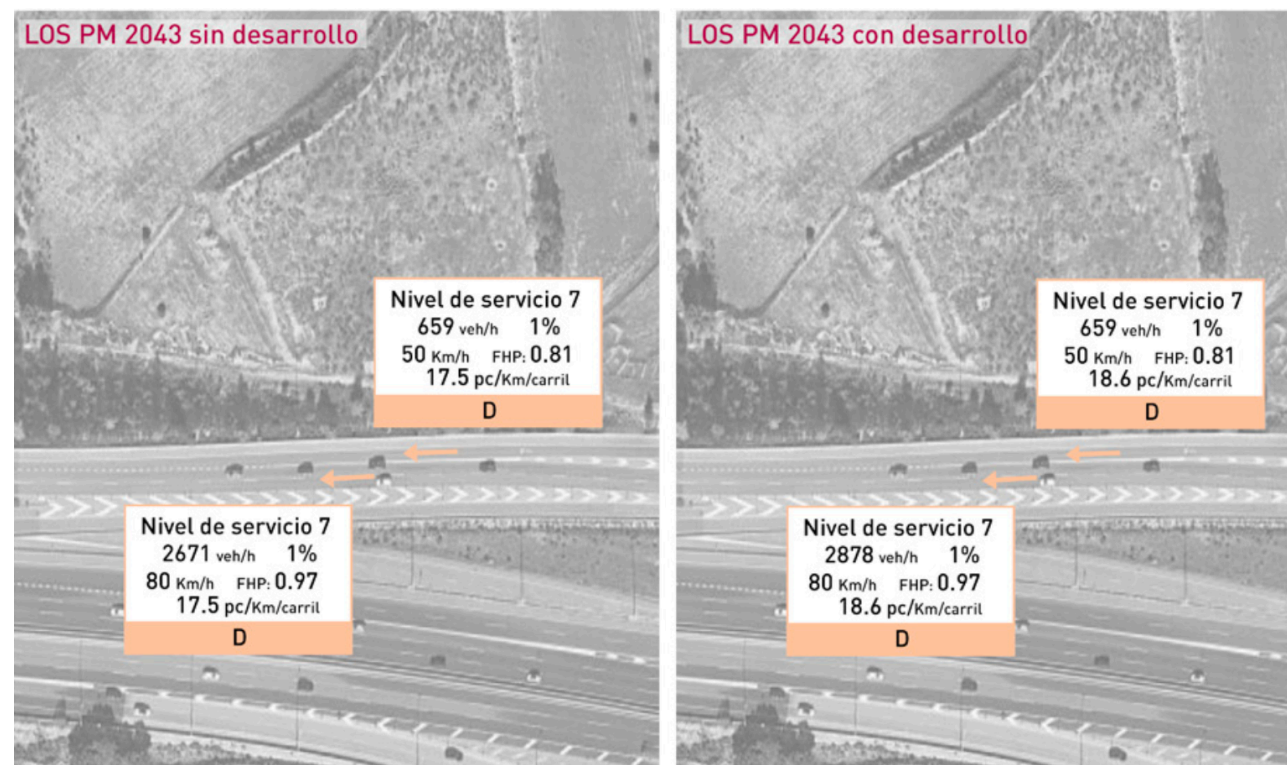 LOS PM 2043 sin desarrollo
Nivel de servicio 7
659 veh/h 1%
50 Km/h FHP: 0.81
17.5 pc/Km/carril
D
Nivel de servicio 7
2671 veh/h 1%
80 Km/h FHP: 0.97
17.5 pc/Km/carril
D
LOS PM 2043 con desarrollo
Nivel de servicio 7
659 veh/h 1%
50 Km/h FHP: 0.81
18.6 pc/Km/carril
D
Nivel de servicio 7
2878 veh/h 1%
80 Km/h FHP: 0.97
18.6 pc/Km/carril
D